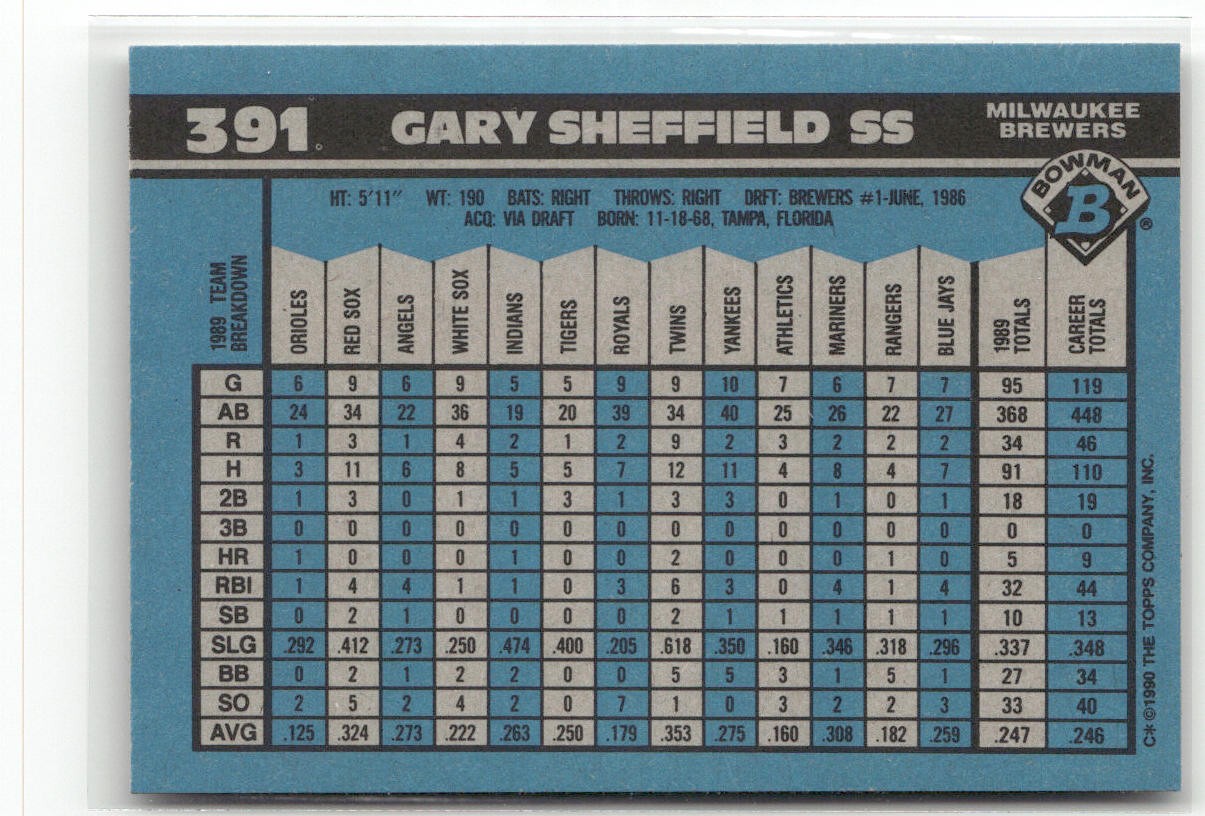 391.
GARY SHEFFIELD SS
MILWAUKEE
BREWERS
BOWMAN
B
®
HT: 5'11" WT: 190 BATS: RIGHT THROWS: RIGHT DRFT: BREWERS #1-JUNE, 1986
ACQ: VIA DRAFT BORN: 11-18-68, TAMPA, FLORIDA
1989 TEAM BREAKDOWN ORIOLES RED SOX ANGELS WHITE SOX INDIANS TIGERS ROYALS TWINS YANKEES ATHLETICS MARINERS RANGERS BLUE JAYS 1989 TOTALS CAREER TOTALS
G 6 9 6 9 5 5 9 9 10 7 6 7 7 95 119
AB 24 34 22 36 19 20 39 34 40 25 26 22 27 368 448
R 1 3 1 4 2 1 2 9 2 3 2 2 2 34 46
H 3 11 6 8 5 5 7 12 11 4 8 4 7 91 110
2B 1 3 0 1 1 3 1 3 3 0 1 0 1 18 19
3B 0 0 0 0 0 0 0 0 0 0 0 0 0 0 0
HR 1 0 0 0 1 0 0 2 0 0 0 1 0 5 9
RBI 1 4 4 1 1 0 3 6 3 0 4 1 4 32 44
SB 0 2 1 0 0 0 0 2 1 1 1 1 1 10 13
SLG .292 .412 .273 .250 .474 .400 .205 .618 .350 .160 .346 .318 .296 .337 .348
BB 0 2 1 2 2 0 0 5 5 3 1 5 1 27 34
SO 2 5 2 4 2 0 7 1 0 3 2 2 3 33 40
AVG .125 .324 .273 .222 .263 .250 .179 .353 .275 .160 .308 .182 .259 .247 .246
C* © 1990 THE TOPPS COMPANY, INC.